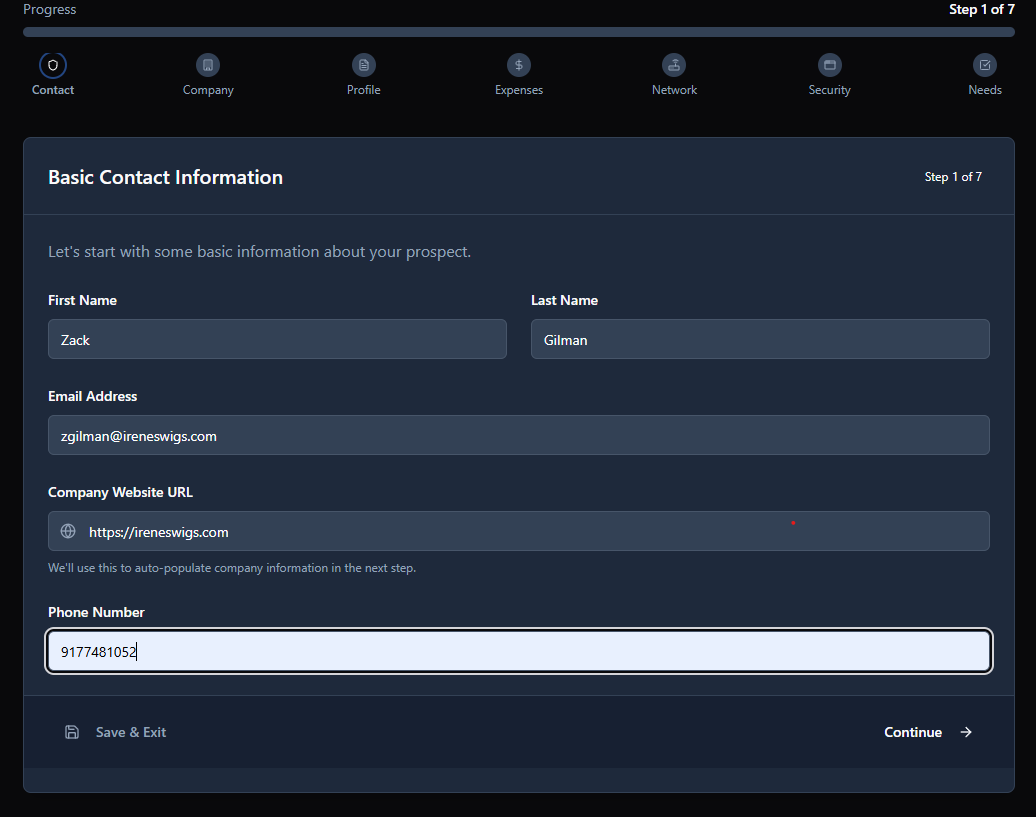 Progress Step 1 of 7
Contact Company Profile Expenses Network Security Needs
Basic Contact Information Step 1 of 7
Let's start with some basic information about your prospect.
First Name Last Name
Zack Gilman
Email Address
zgilman@ireneswigs.com
Company Website URL
https://ireneswigs.com
We'll use this to auto-populate company information in the next step.
Phone Number
9177481052
Save & Exit Continue